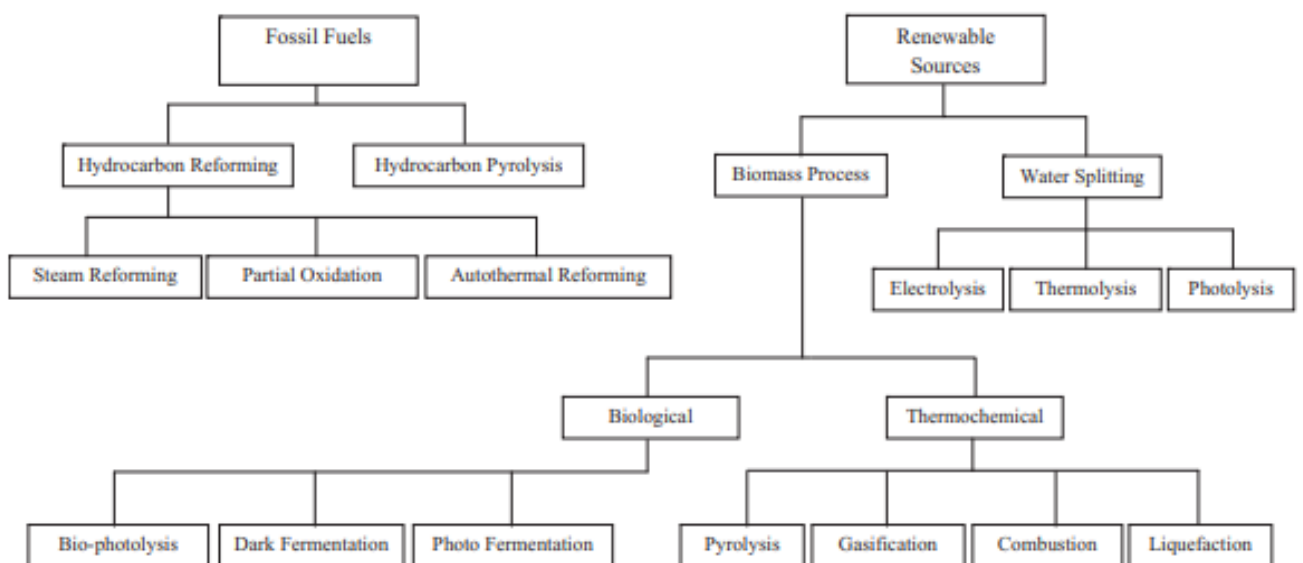 Fossil Fuels
Renewable
Sources
Hydrocarbon Reforming
Hydrocarbon Pyrolysis
Biomass Process
Water Splitting
Steam Reforming
Partial Oxidation
Autothermal Reforming
Electrolysis
Thermolysis
Photolysis
Biological
Thermochemical
Bio-photolysis
Dark Fermentation
Photo Fermentation
Pyrolysis
Gasification
Combustion
Liquefaction